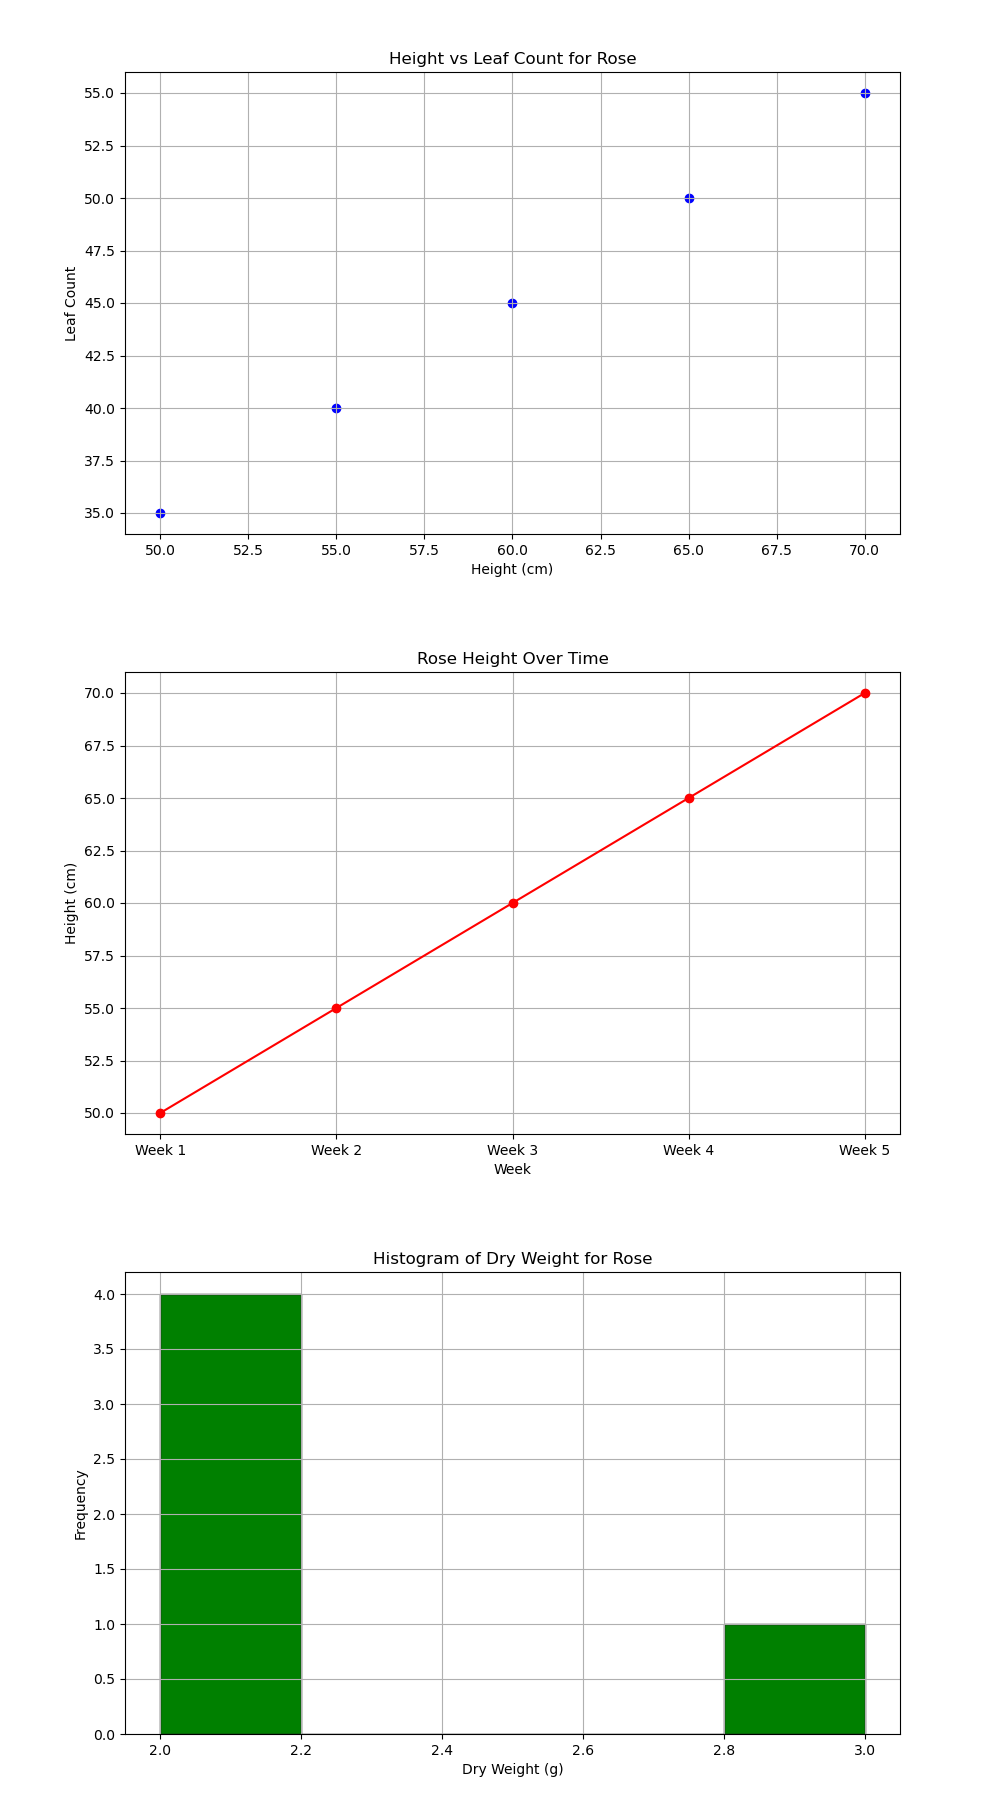 Height vs Leaf Count for Rose
55.0
52.5
50.0
47.5
45.0
42.5
40.0
37.5
35.0
Leaf Count
50.0 52.5 55.0 57.5 60.0 62.5 65.0 67.5 70.0
Height (cm)
Rose Height Over Time
70.0
67.5
65.0
62.5
60.0
57.5
55.0
52.5
50.0
Height (cm)
Week 1 Week 2 Week 3 Week 4 Week 5
Week
Histogram of Dry Weight for Rose
4.0
3.5
3.0
2.5
2.0
1.5
1.0
0.5
0.0
Frequency
2.0 2.2 2.4 2.6 2.8 3.0
Dry Weight (g)